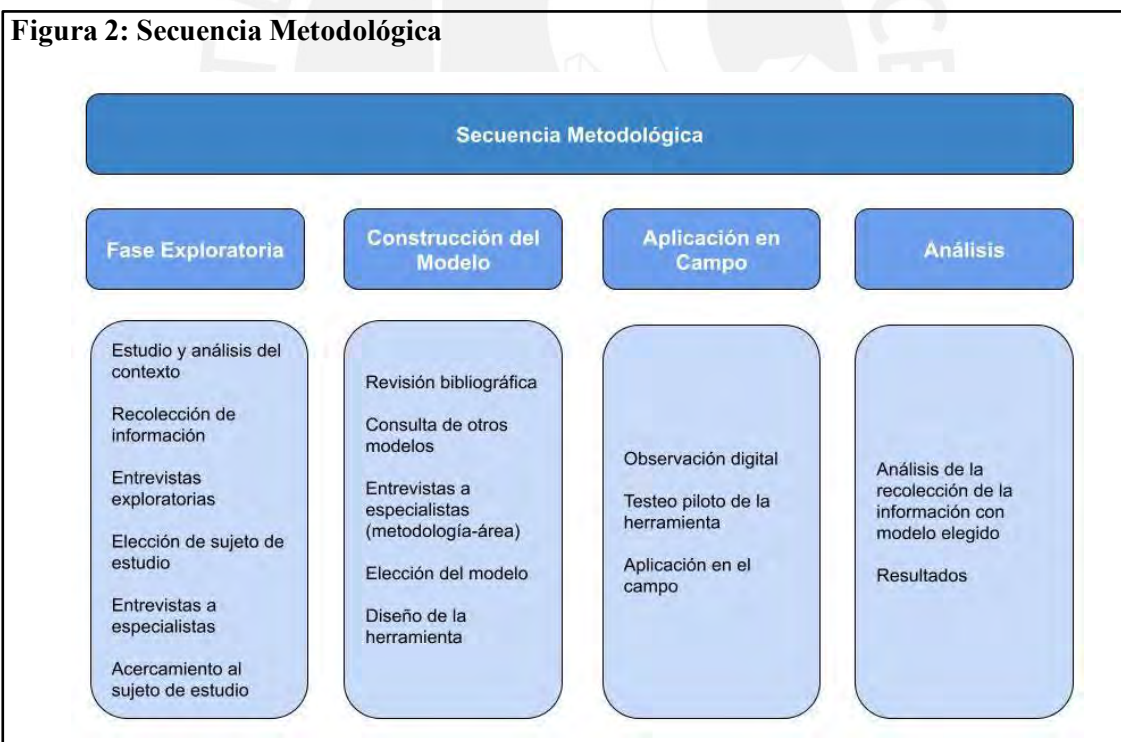 Figura 2: Secuencia Metodológica
Secuencia Metodológica
Fase Exploratoria
Construcción del
Modelo
Aplicación en
Campo
Análisis
Estudio y análisis del
contexto
Recolección de
información
Entrevistas
exploratorias
Elección de sujeto de
estudio
Entrevistas a
especialistas
Acercamiento al
sujeto de estudio
Revisión bibliográfica
Consulta de otros
modelos
Entrevistas a
especialistas
(metodología-área)
Elección del modelo
Diseño de la
herramienta
Observación digital
Testeo piloto de la
herramienta
Aplicación en el
campo
Análisis de la
recolección de la
información con
modelo elegido
Resultados